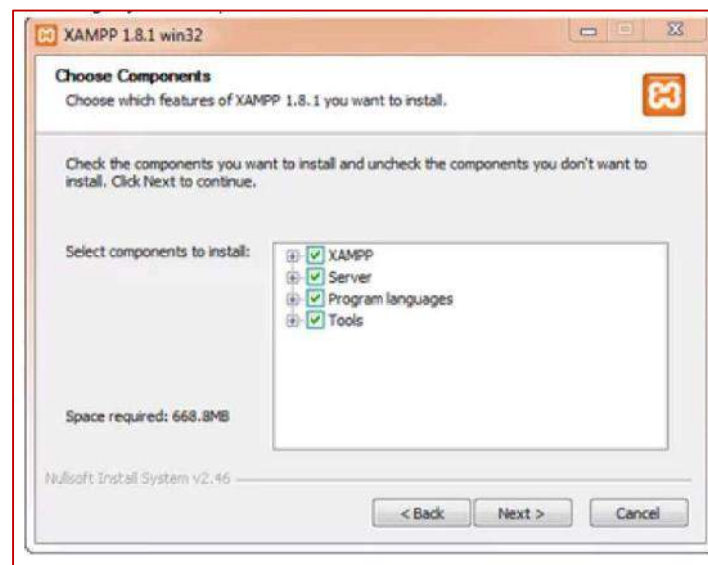 XAMPP 1.8.1 win32
Choose Components
Choose which features of XAMPP 1.8.1 you want to install.
Check the components you want to install and uncheck the components you don't want to
install. Click Next to continue.
Select components to install:
XAMPP
Server
Program languages
Tools
Space required: 668.8MB
Nullsoft Install System v2.46
< Back
Next >
Cancel